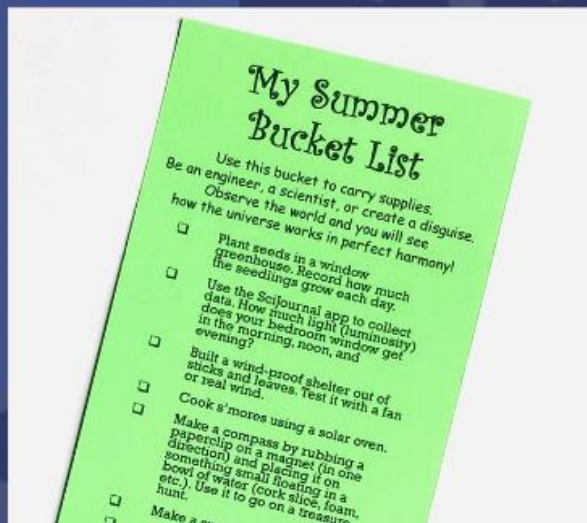 My Summer
Bucket List
Use this bucket to carry supplies.
Be an engineer, a scientist, or create a disguise.
Observe the world and you will see
how the universe works in perfect harmony!
Plant seeds in a window
greenhouse. Record how much
the seedlings grow each day.
Use the SciJournal app to collect
data. How much light (luminosity)
does your bedroom window get
in the morning, noon, and
evening?
Built a wind-proof shelter out of
sticks and leaves. Test it with a fan
or real wind.
Cook s'mores using a solar oven.
Make a compass by rubbing a
paperclip on a magnet (in one
direction) and placing it on
something small floating in a
bowl of water (cork slice, foam,
etc.). Use it to go on a treasure
hunt.
Make a